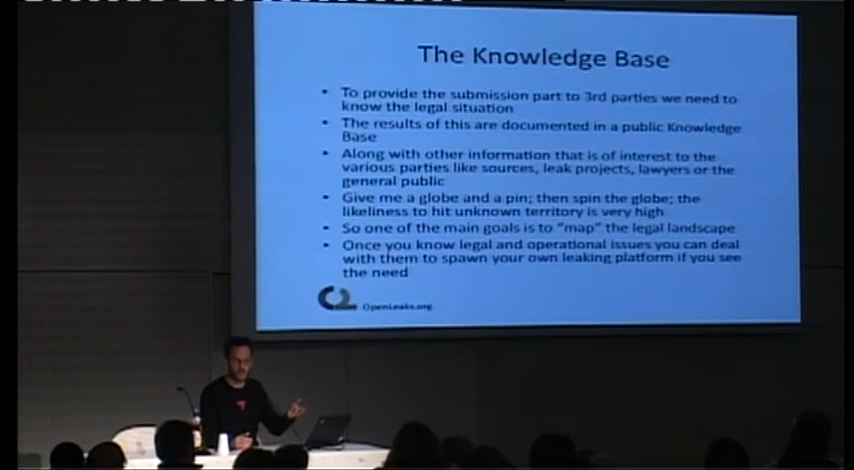 The Knowledge Base
• To provide the submission part to 3rd parties we need to
know the legal situation
• The results of this are documented in a public Knowledge
Base
• Along with other information that is of interest to the
various parties like sources, leak projects, lawyers or the
general public
• Give me a globe and a pin; then spin the globe; the
likeliness to hit unknown territory is very high
• So one of the main goals is to "map" the legal landscape
• Once you know legal and operational issues you can deal
with them to spawn your own leaking platform if you see
the need
OpenLeaks.org